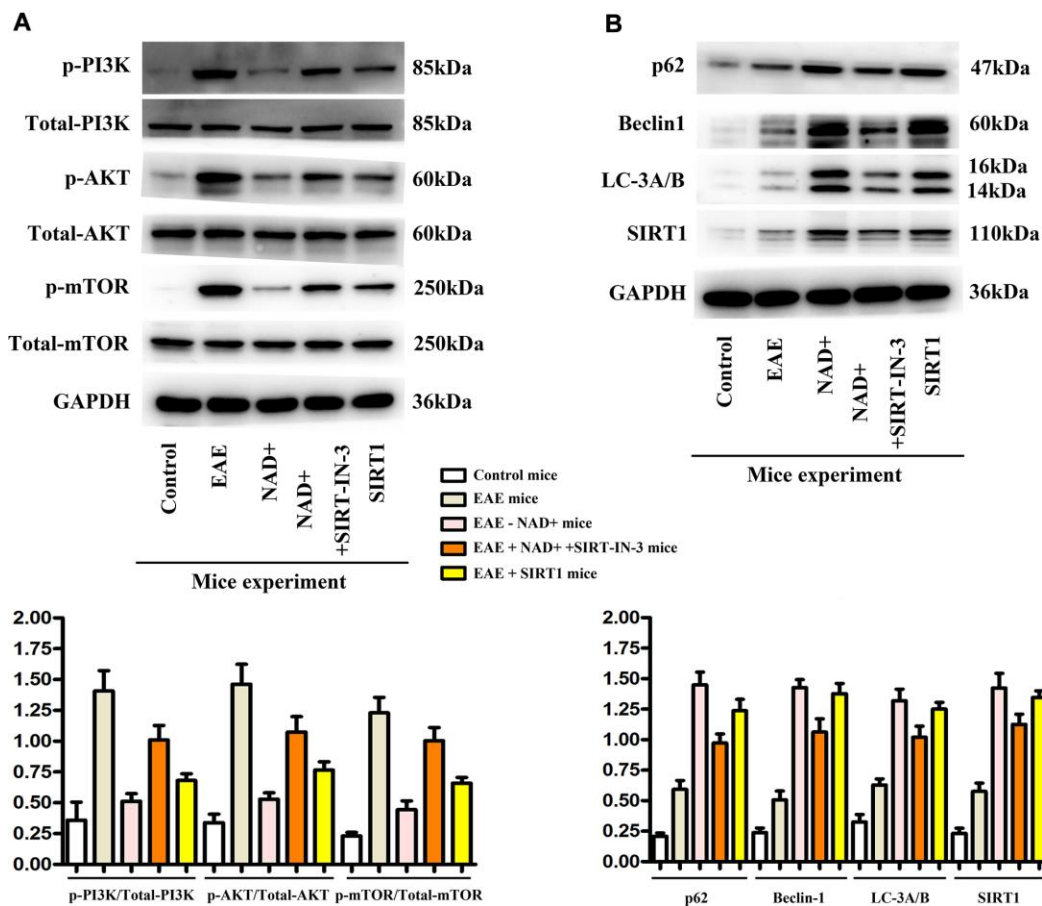 A
p-PI3K 85kDa
Total-PI3K 85kDa
p-AKT 60kDa
Total-AKT 60kDa
p-mTOR 250kDa
Total-mTOR 250kDa
GAPDH 36kDa
Control
EAE
NAD+
NAD+
+SIRT-IN-3
SIRT1
Mice experiment
B
p62 47kDa
Beclin1 60kDa
LC-3A/B 16kDa
14kDa
SIRT1 110kDa
GAPDH 36kDa
Control
EAE
NAD+
NAD+
+SIRT-IN-3
SIRT1
Mice experiment
Control mice
EAE mice
EAE - NAD+ mice
EAE + NAD+ +SIRT-IN-3 mice
EAE + SIRT1 mice
2.00
1.75
1.50
1.25
1.00
0.75
0.50
0.25
0.00
p-PI3K/Total-PI3K p-AKT/Total-AKT p-mTOR/Total-mTOR
2.00
1.75
1.50
1.25
1.00
0.75
0.50
0.25
0.00
p62 Beclin-1 LC-3A/B SIRT1